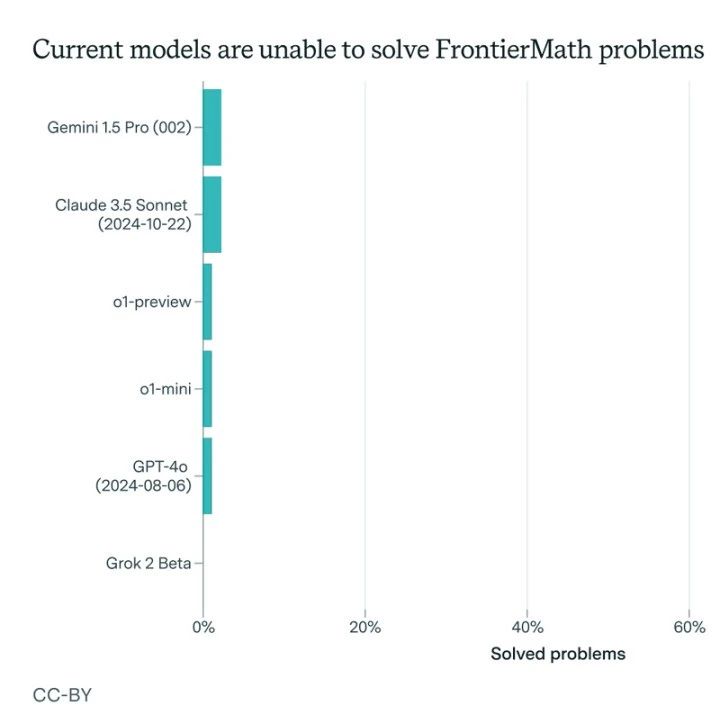 Current models are unable to solve FrontierMath problems
Gemini 1.5 Pro (002)
Claude 3.5 Sonnet
(2024-10-22)
o1-preview
o1-mini
GPT-4o
(2024-08-06)
Grok 2 Beta
0%
20%
40%
60%
Solved problems
CC-BY